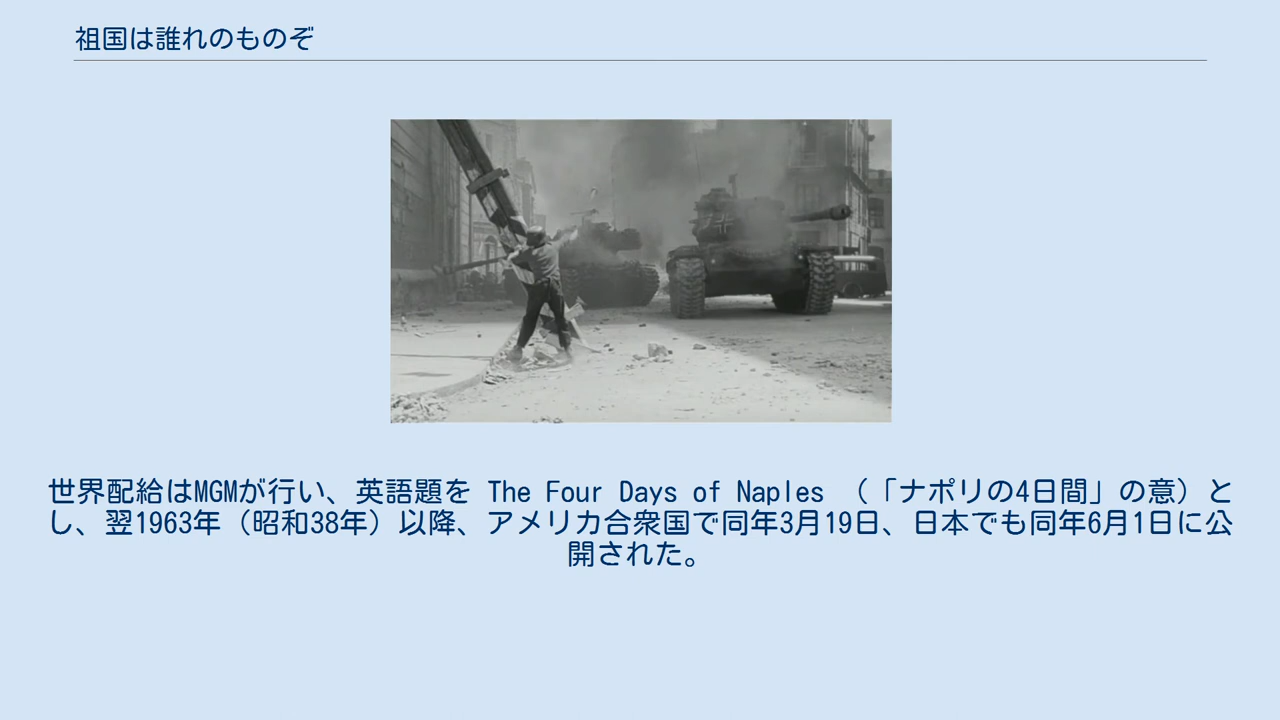 祖国は誰れのものぞ
世界配給はMGMが行い、英語題を The Four Days of Naples （「ナポリの4日間」の意）と
し、翌1963年（昭和38年）以降、アメリカ合衆国で同年3月19日、日本でも同年6月1日に公
開された。